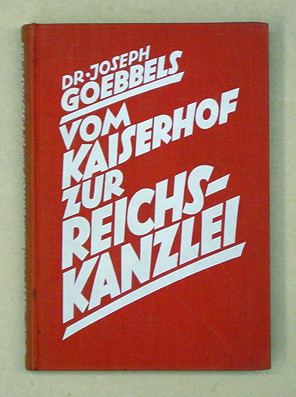 DR·JOSEPH
GOEBBELS
VOM
KAISERHOF
ZUR
REICHS-
KANZLEI